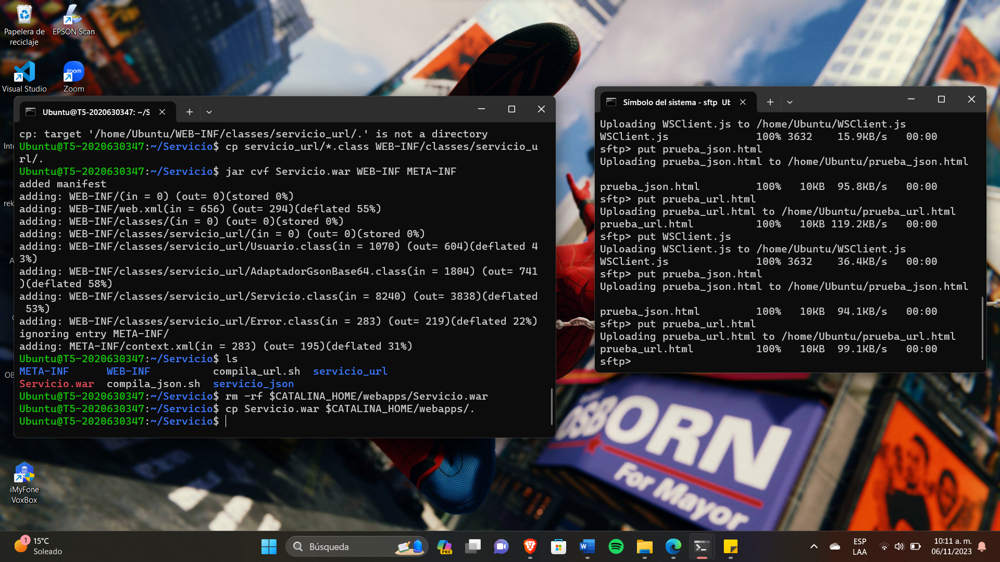 Papelera de
reciclaje
EPSON Scan
Visual Studio
zoom
Zoom
Inte
rek
A
OB
iMyFone
VoxBox
Ubuntu@T5-2020630347: ~/S
cp: target '/home/Ubuntu/WEB-INF/classes/servicio_url/.' is not a directory
Ubuntu@T5-2020630347:~/Servicio$ cp servicio_url/*.class WEB-INF/classes/servicio_u
rl/.
Ubuntu@T5-2020630347:~/Servicio$ jar cvf Servicio.war WEB-INF META-INF
added manifest
adding: WEB-INF/(in = 0) (out= 0)(stored 0%)
adding: WEB-INF/web.xml(in = 656) (out= 294)(deflated 55%)
adding: WEB-INF/classes/(in = 0) (out= 0)(stored 0%)
adding: WEB-INF/classes/servicio_url/(in = 0) (out= 0)(stored 0%)
adding: WEB-INF/classes/servicio_url/Usuario.class(in = 1070) (out= 604)(deflated 4
3%)
adding: WEB-INF/classes/servicio_url/AdaptadorGsonBase64.class(in = 1804) (out= 741
)(deflated 58%)
adding: WEB-INF/classes/servicio_url/Servicio.class(in = 8240) (out= 3838)(deflated
53%)
adding: WEB-INF/classes/servicio_url/Error.class(in = 283) (out= 219)(deflated 22%)
ignoring entry META-INF/
adding: META-INF/context.xml(in = 283) (out= 195)(deflated 31%)
Ubuntu@T5-2020630347:~/Servicio$ ls
META-INF WEB-INF compila_url.sh servicio_url
Servicio.war compila_json.sh servicio_json
Ubuntu@T5-2020630347:~/Servicio$ rm -rf $CATALINA_HOME/webapps/Servicio.war
Ubuntu@T5-2020630347:~/Servicio$ cp Servicio.war $CATALINA_HOME/webapps/.
Ubuntu@T5-2020630347:~/Servicio$
Símbolo del sistema - sftp Ub
Uploading WSClient.js to /home/Ubuntu/WSClient.js
WSClient.js 100% 3632 15.9KB/s 00:00
sftp> put prueba_json.html
Uploading prueba_json.html to /home/Ubuntu/prueba_json.html
prueba_json.html 100% 10KB 95.8KB/s 00:00
sftp> put prueba_url.html
Uploading prueba_url.html to /home/Ubuntu/prueba_url.html
prueba_url.html 100% 10KB 119.2KB/s 00:00
sftp> put WSClient.js
Uploading WSClient.js to /home/Ubuntu/WSClient.js
WSClient.js 100% 3632 36.4KB/s 00:00
sftp> put prueba_json.html
Uploading prueba_json.html to /home/Ubuntu/prueba_json.html
prueba_json.html 100% 10KB 94.1KB/s 00:00
sftp> put prueba_url.html
Uploading prueba_url.html to /home/Ubuntu/prueba_url.html
prueba_url.html 100% 10KB 99.1KB/s 00:00
sftp>
OSBORN
For Mayor
1
15°C
Soleado
Búsqueda
PRE
W
ESP
LAA
10:11 a. m.
06/11/2023